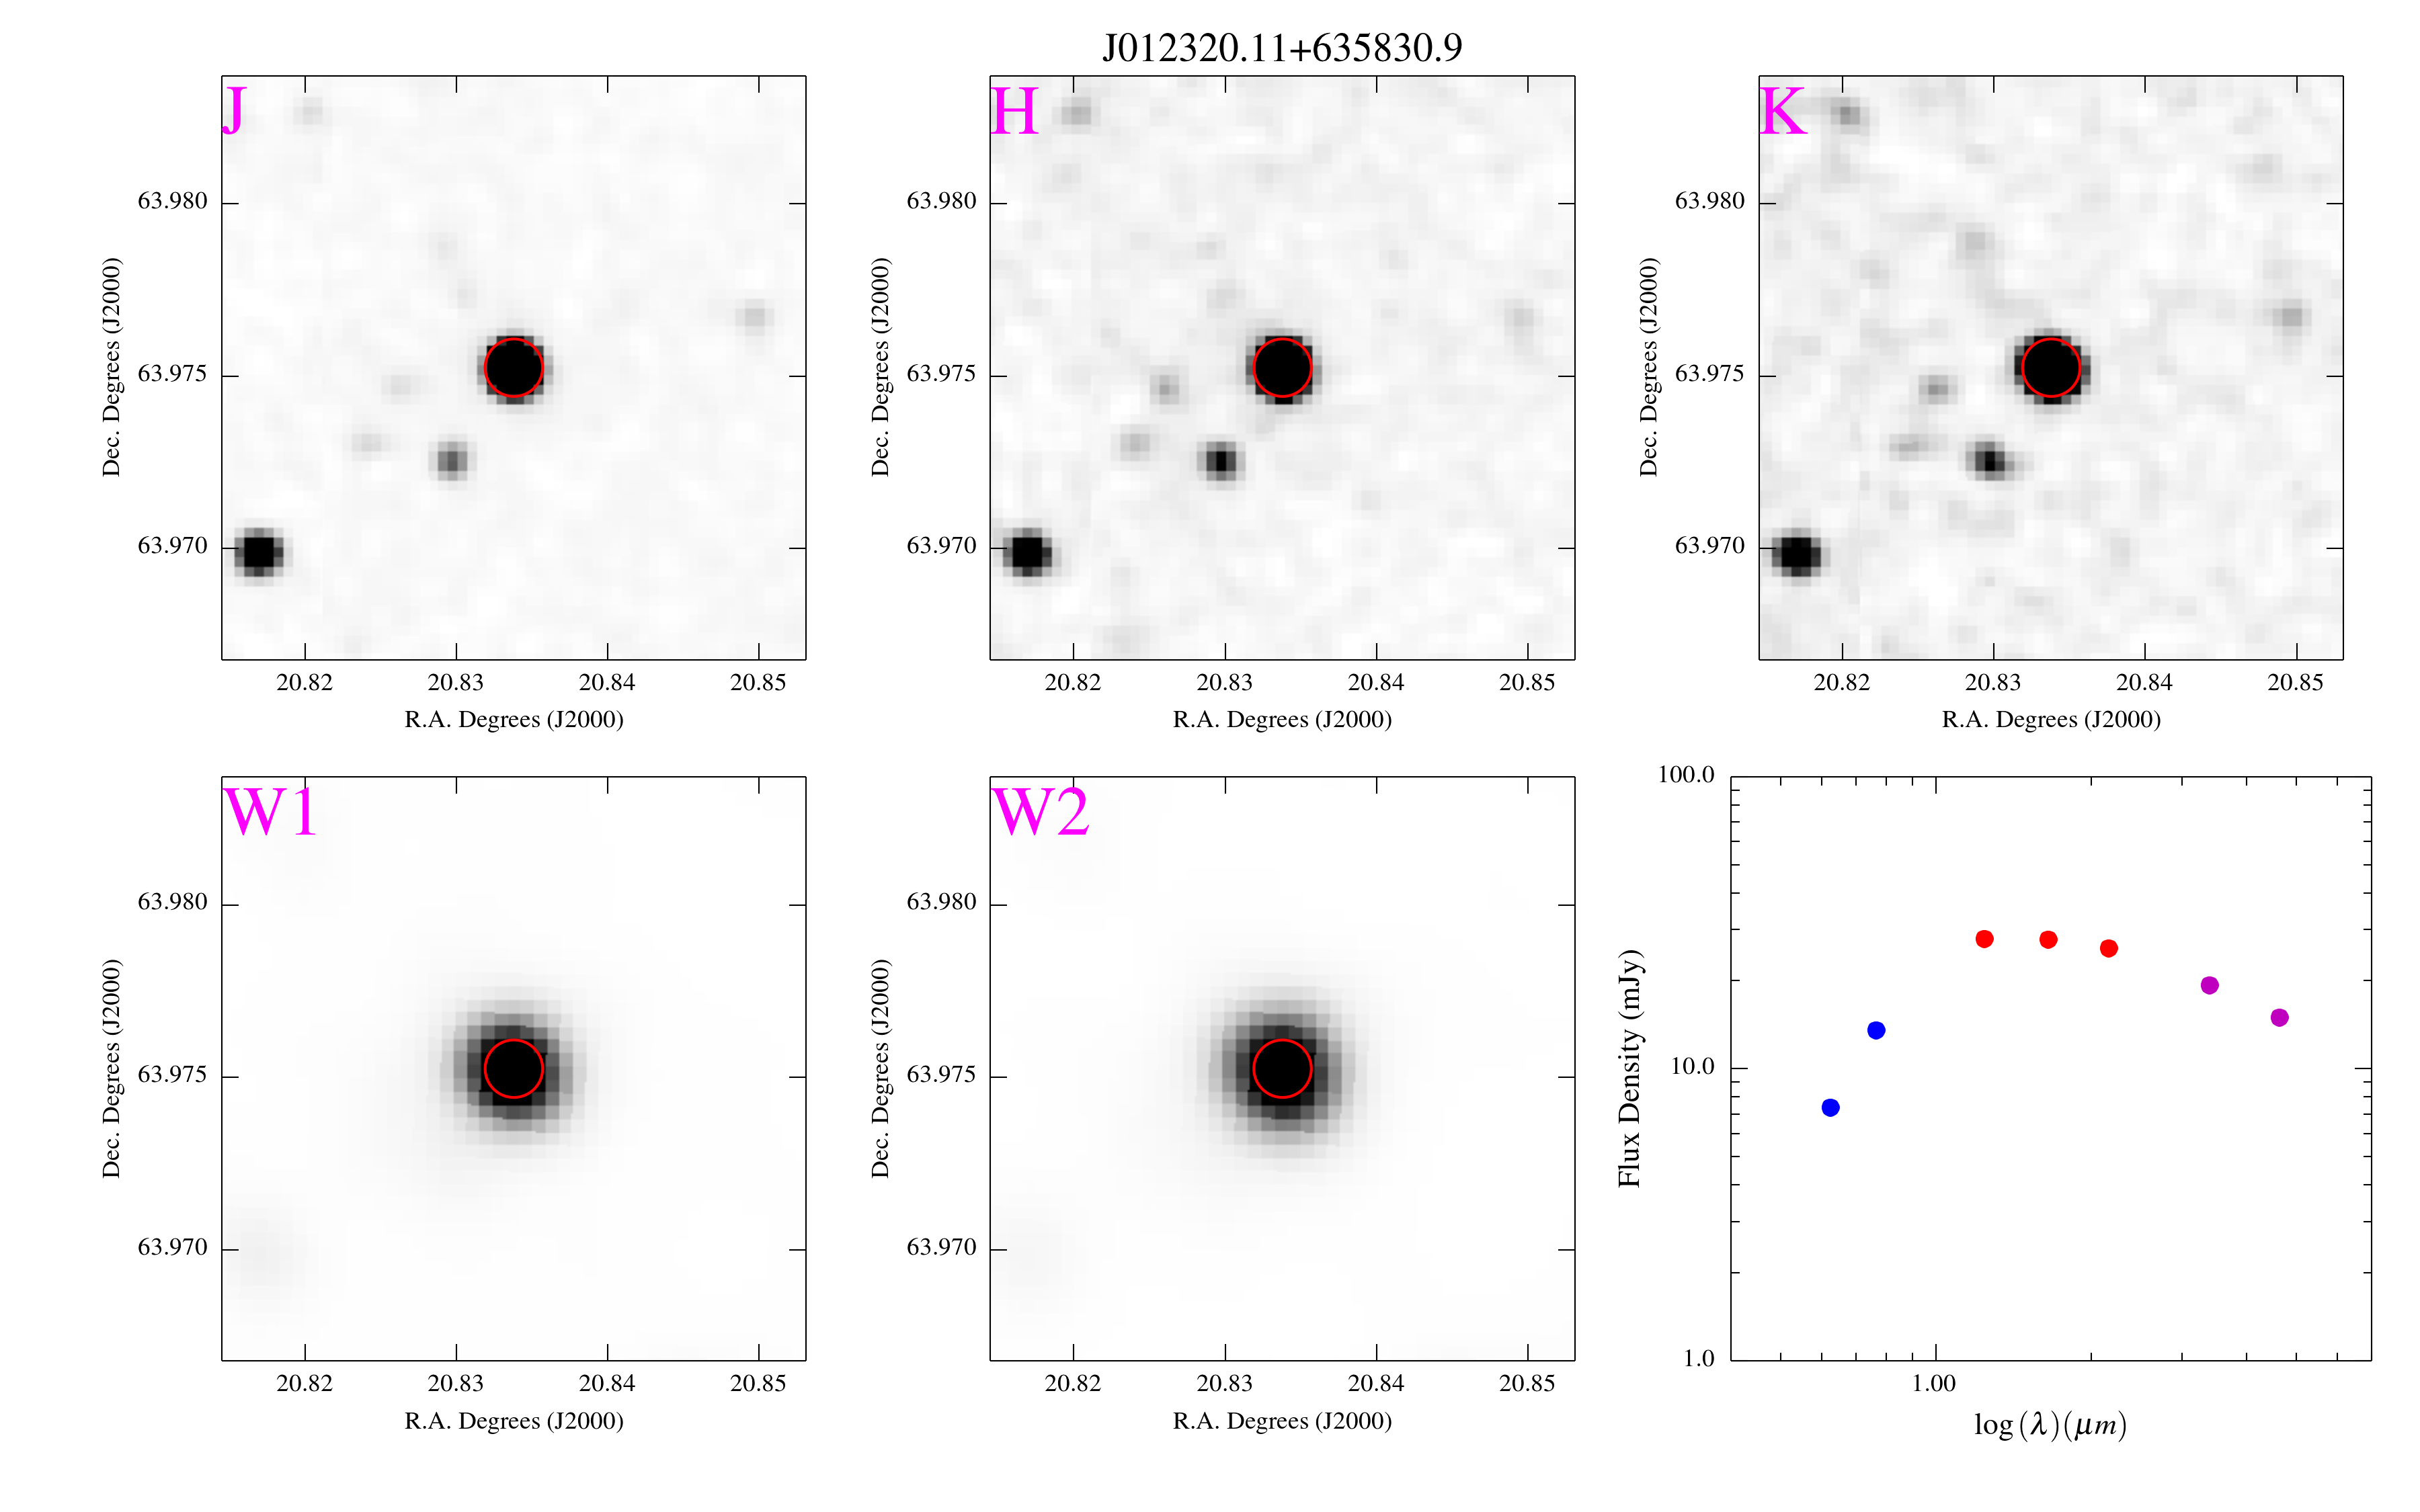 J012320.11+635830.9
J
H
K
63.980
63.975
63.970
Dec. Degrees (J2000)
20.82 20.83 20.84 20.85
R.A. Degrees (J2000)
63.980
63.975
63.970
Dec. Degrees (J2000)
20.82 20.83 20.84 20.85
R.A. Degrees (J2000)
63.980
63.975
63.970
Dec. Degrees (J2000)
20.82 20.83 20.84 20.85
R.A. Degrees (J2000)
W1
63.980
63.975
63.970
Dec. Degrees (J2000)
20.82 20.83 20.84 20.85
R.A. Degrees (J2000)
W2
63.980
63.975
63.970
Dec. Degrees (J2000)
20.82 20.83 20.84 20.85
R.A. Degrees (J2000)
100.0
10.0
1.0
Flux Density (mJy)
1.00
log (λ)(μm)